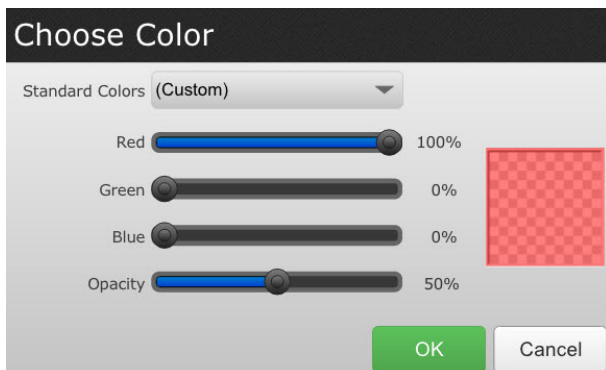 Choose Color
Standard Colors (Custom)
Red 100%
Green 0%
Blue 0%
Opacity 50%
OK Cancel